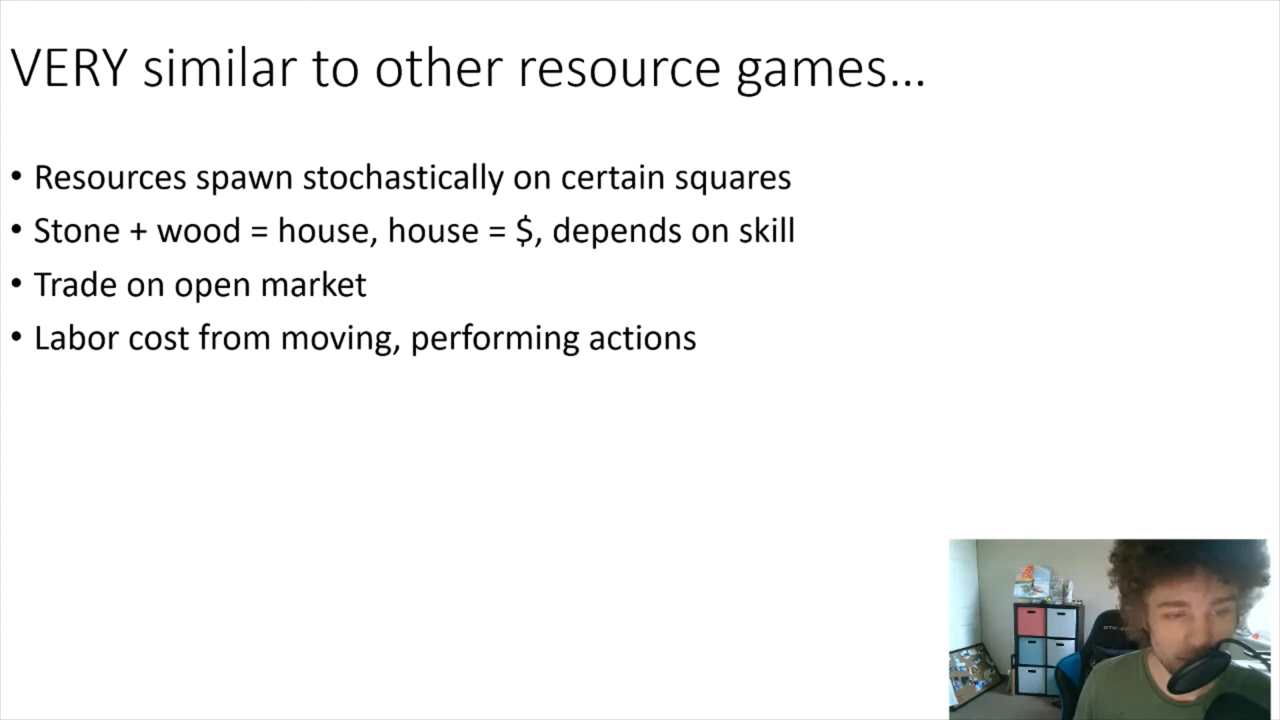 VERY similar to other resource games...
• Resources spawn stochastically on certain squares
• Stone + wood = house, house = $, depends on skill
• Trade on open market
• Labor cost from moving, performing actions